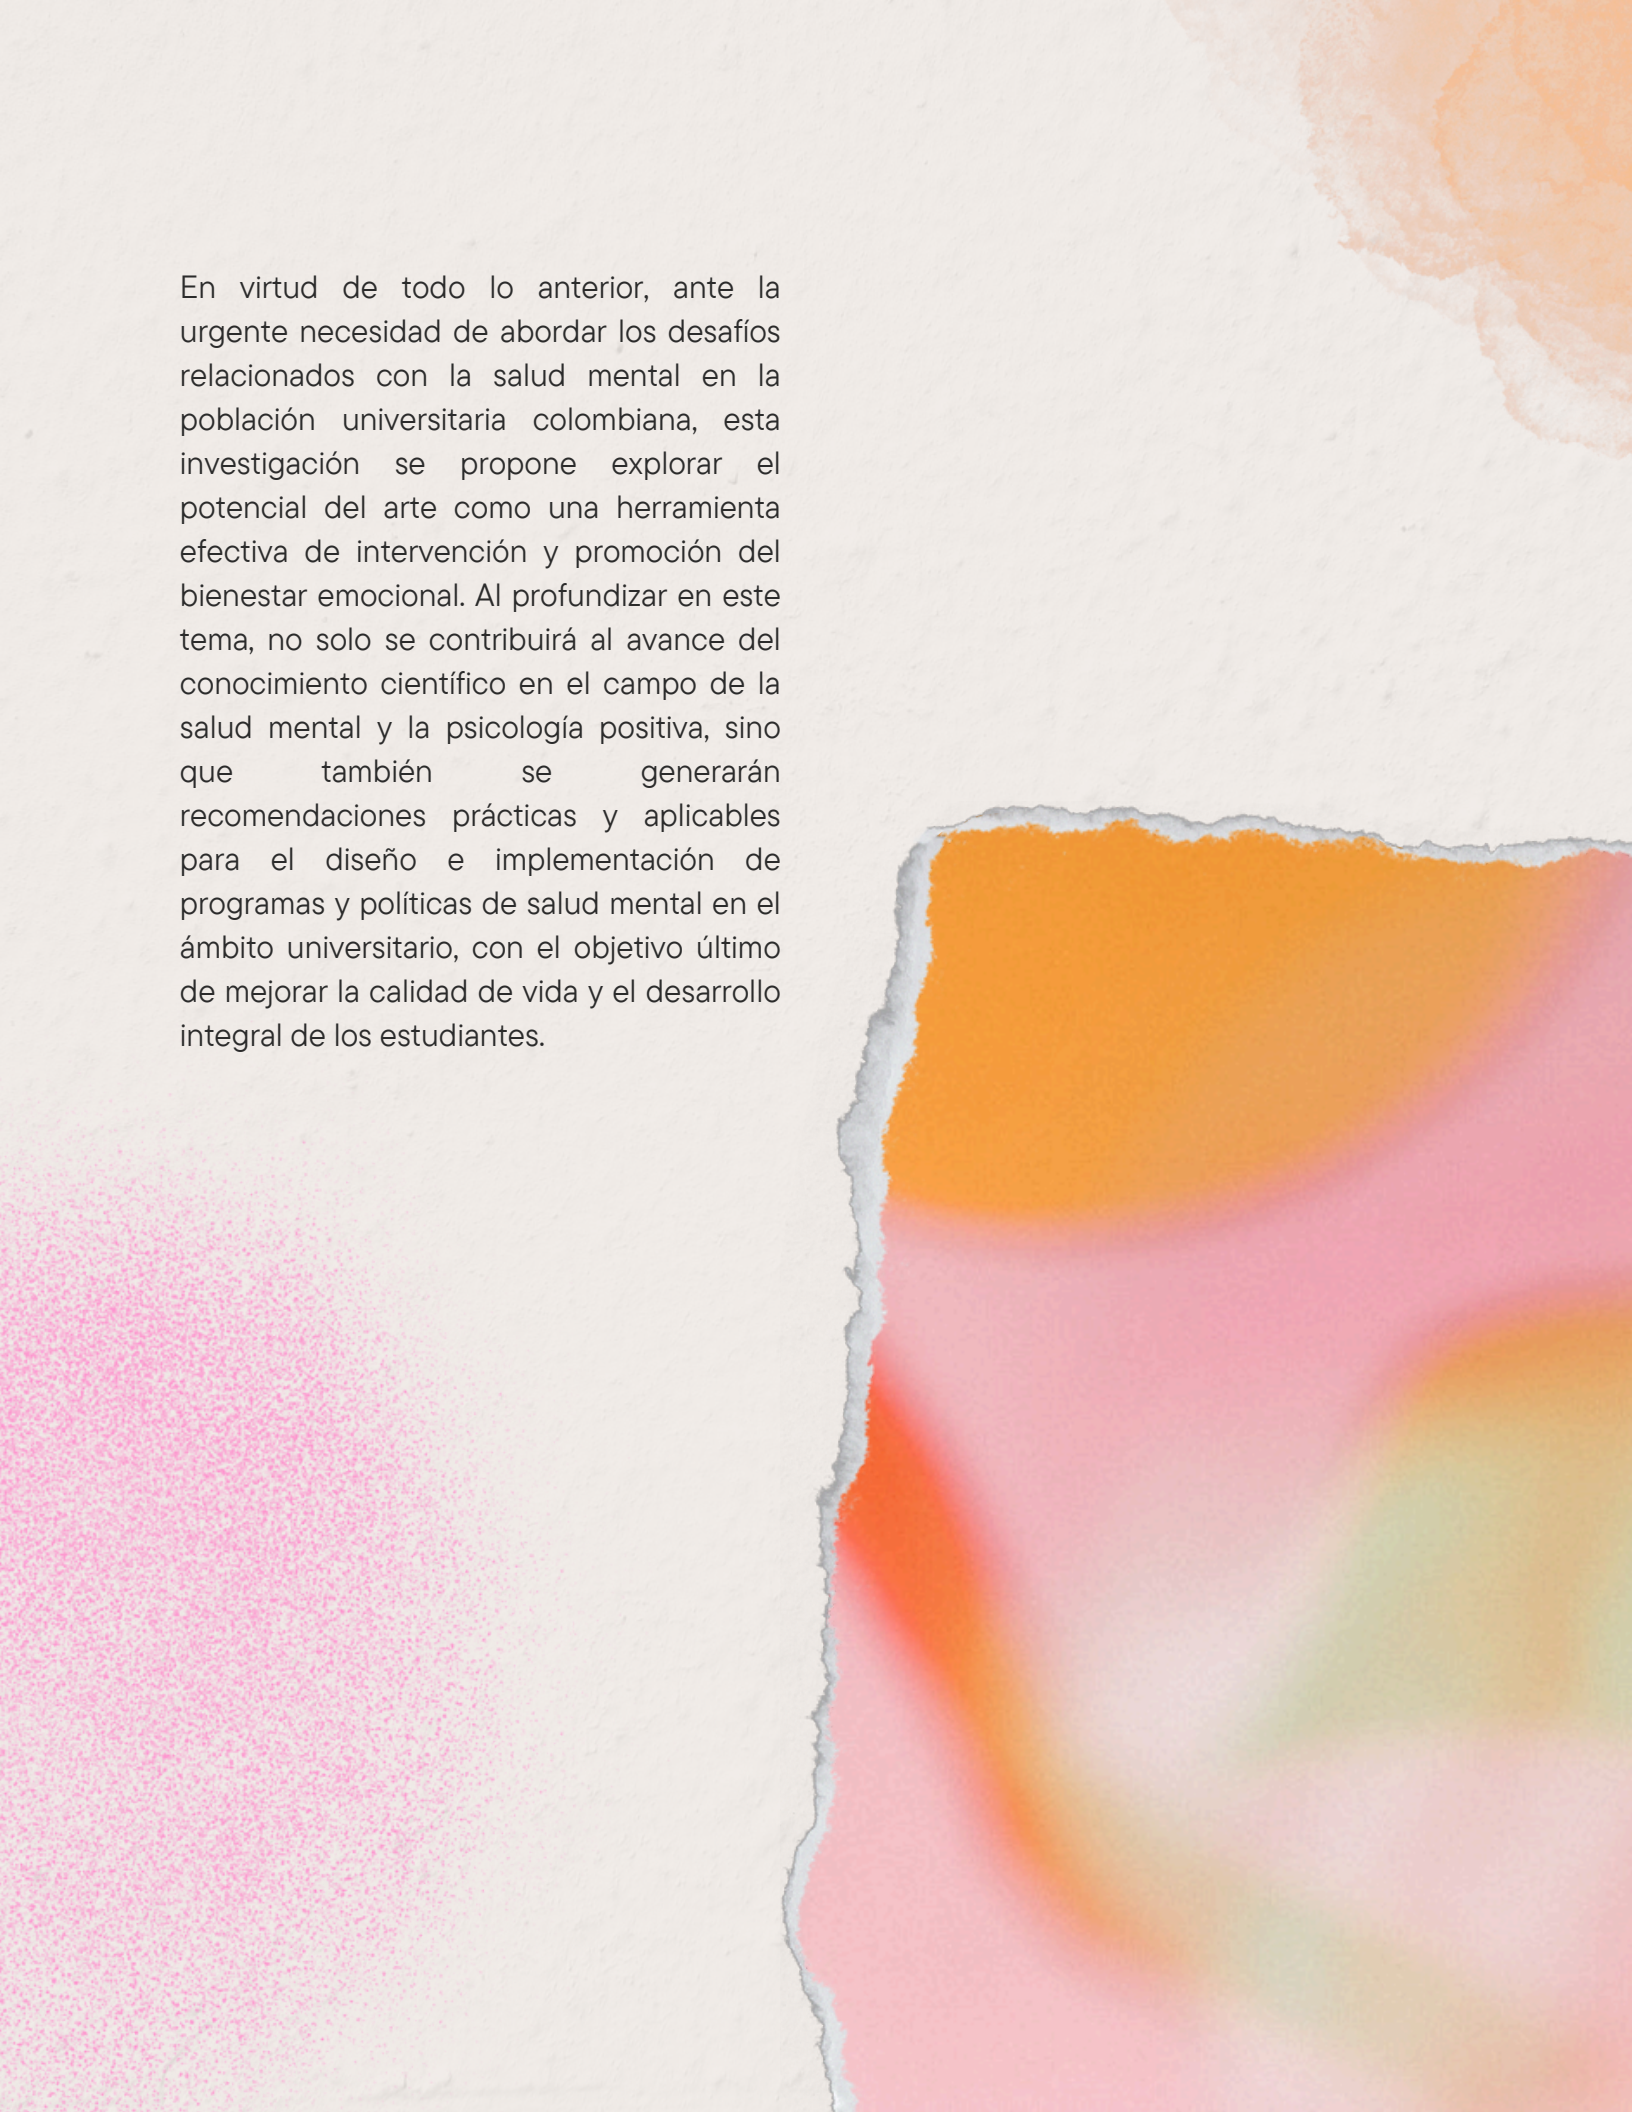 En virtud de todo lo anterior, ante la
urgente necesidad de abordar los desafíos
relacionados con la salud mental en la
población universitaria colombiana, esta
investigación se propone explorar el
potencial del arte como una herramienta
efectiva de intervención y promoción del
bienestar emocional. Al profundizar en este
tema, no solo se contribuirá al avance del
conocimiento científico en el campo de la
salud mental y la psicología positiva, sino
que también se generarán
recomendaciones prácticas y aplicables
para el diseño e implementación de
programas y políticas de salud mental en el
ámbito universitario, con el objetivo último
de mejorar la calidad de vida y el desarrollo
integral de los estudiantes.